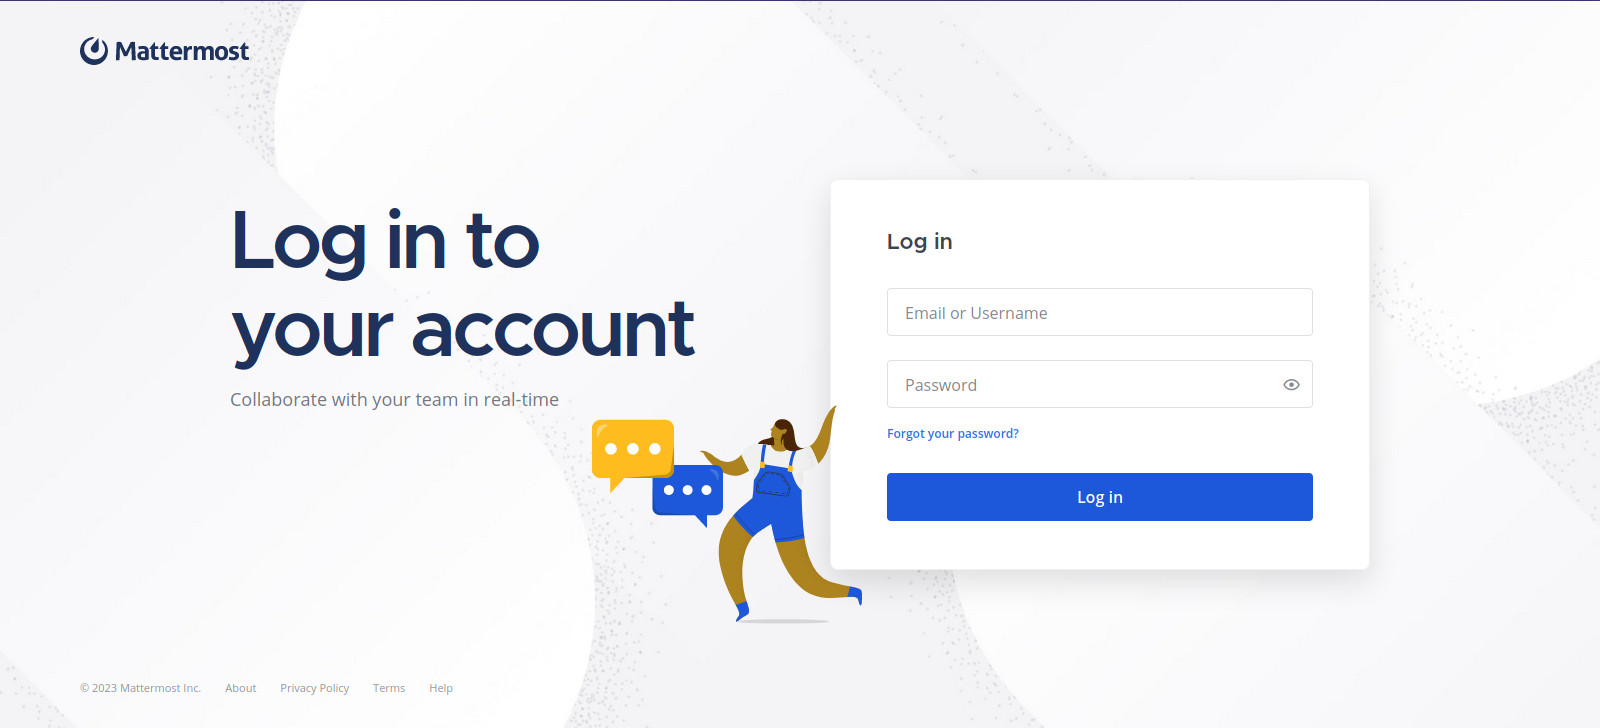 Mattermost
Log in to
your account
Collaborate with your team in real-time
Log in
Email or Username
Password
Forgot your password?
Log in
© 2023 Mattermost Inc. About Privacy Policy Terms Help